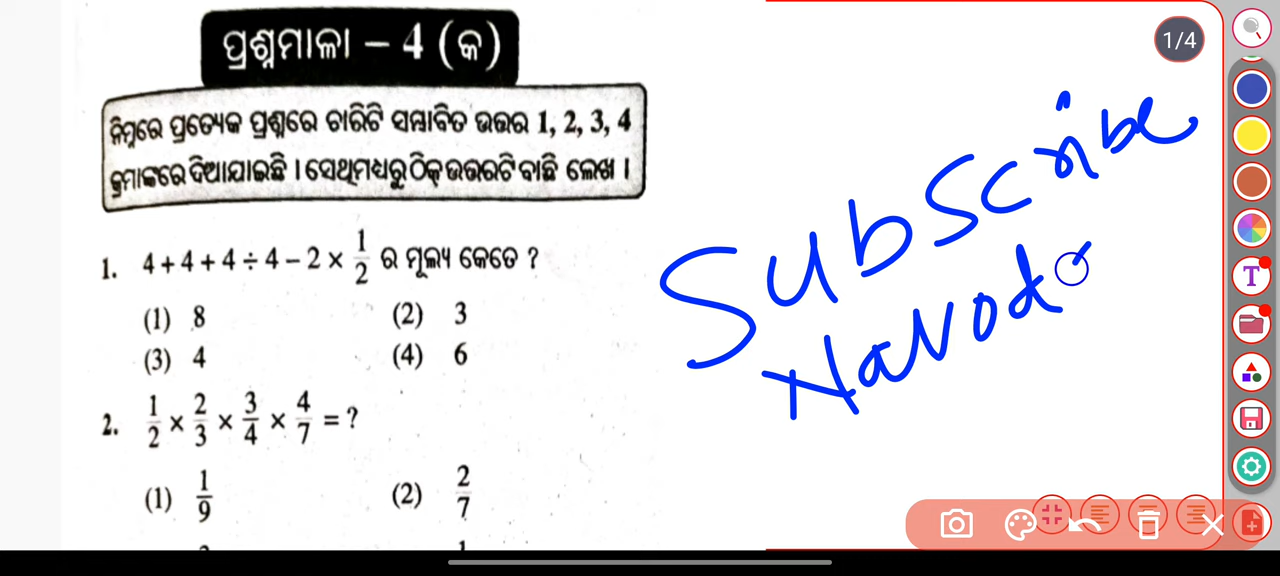 ପ୍ରଶ୍ନମାଳା – 4 (କ)
ନିମ୍ନରେ ପ୍ରତ୍ୟେକ ପ୍ରଶ୍ନରେ ଚାରିଟି ସମ୍ଭାବିତ ଉତ୍ତର 1, 2, 3, 4
କ୍ରମାଙ୍କରେ ଦିଆଯାଇଛି । ସେଥିମଧ୍ୟରୁ ଠିକ୍ ଉତ୍ତରଟି ବାଛି ଲେଖ ।
1. 4 + 4 + 4 ÷ 4 – 2 × 1/2 ର ମୂଲ୍ୟ କେତେ ?
(1) 8 (2) 3
(3) 4 (4) 6
2. 1/2 × 2/3 × 3/4 × 4/7 = ?
(1) 1/9 (2) 2/7
1/4
Subscribe
Navod
T